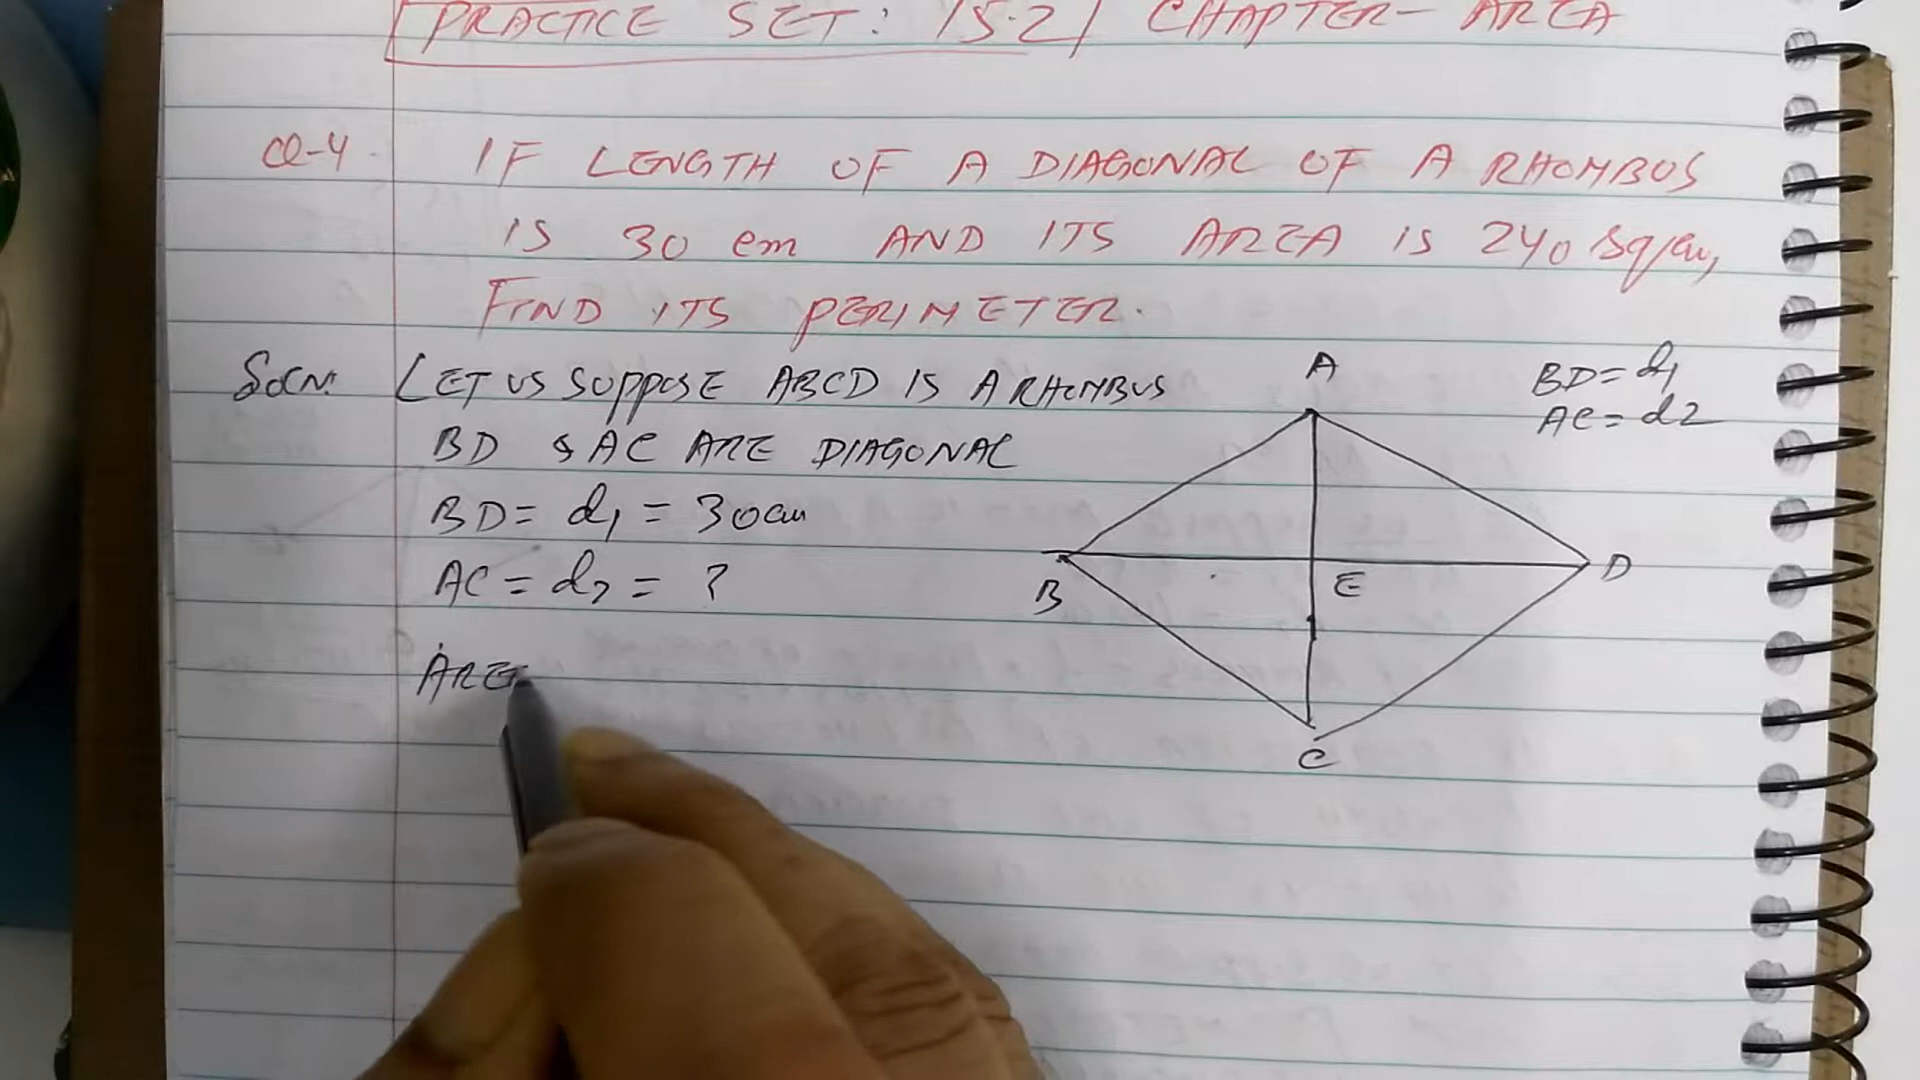 PRACTICE SET: 15.2 CHAPTER- AREA
Q-4. IF LENGTH OF A DIAGONAL OF A RHOMBUS
IS 30 cm AND ITS AREA IS 240 sq/cm,
FIND ITS PERIMETER.
SOLN. LET US SUPPOSE ABCD IS A RHOMBUS
BD & AC ARE DIAGONAL
BD = d1 = 30cm
AC = d2 = ?
ARE
BD = d1
AC = d2
A
B
E
D
C